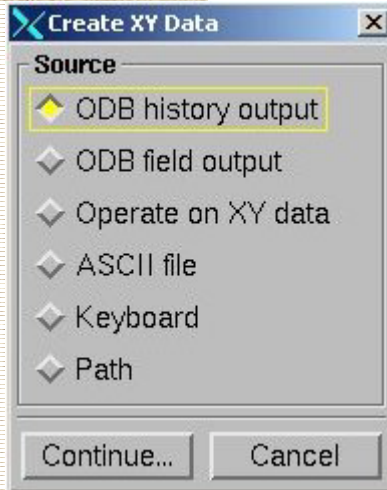 Create XY Data
Source
ODB history output
ODB field output
Operate on XY data
ASCII file
Keyboard
Path
Continue...
Cancel